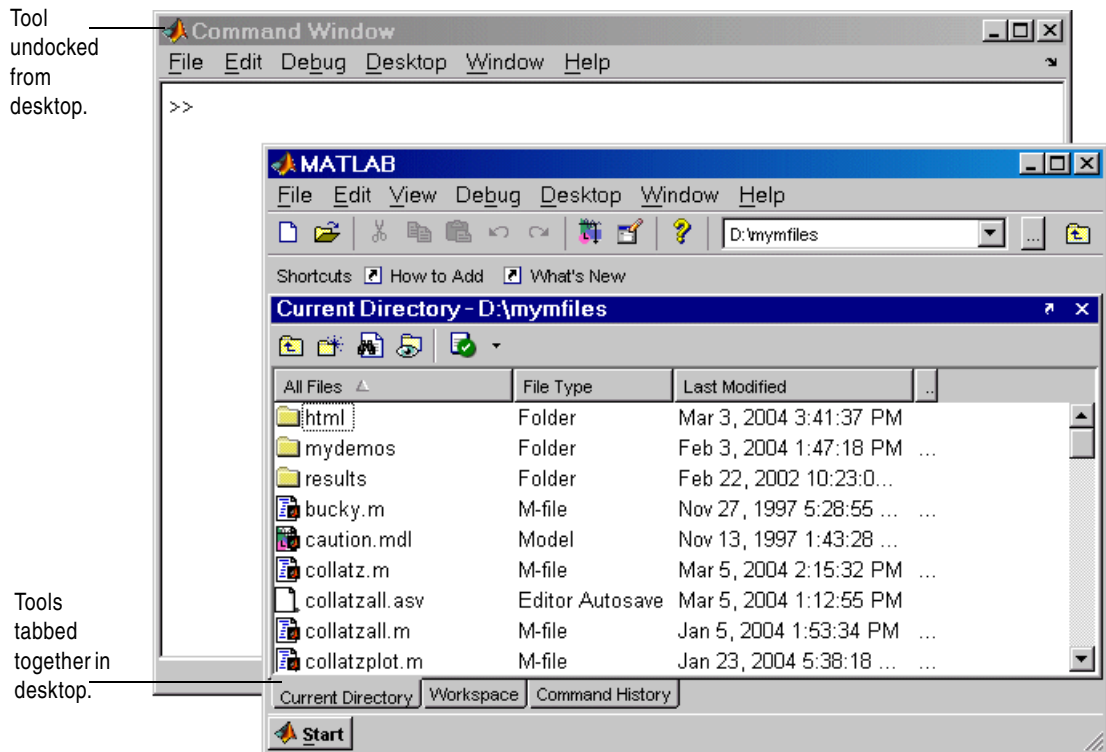 Tool
undocked
from
desktop.
Command Window
File Edit Debug Desktop Window Help
>>
MATLAB
File Edit View Debug Desktop Window Help
D:\mymfiles
...
Shortcuts How to Add What's New
Current Directory - D:\mymfiles
All Files File Type Last Modified ..
html Folder Mar 3, 2004 3:41:37 PM
mydemos Folder Feb 3, 2004 1:47:18 PM ...
results Folder Feb 22, 2002 10:23:0...
bucky.m M-file Nov 27, 1997 5:28:55 ... ...
caution.mdl Model Nov 13, 1997 1:43:28 ...
collatz.m M-file Mar 5, 2004 2:15:32 PM ...
collatzall.asv Editor Autosave Mar 5, 2004 1:12:55 PM
collatzall.m M-file Jan 5, 2004 1:53:34 PM ...
collatzplot.m M-file Jan 23, 2004 5:38:18 ... ...
Tools
tabbed
together in
desktop.
Current Directory Workspace Command History
Start